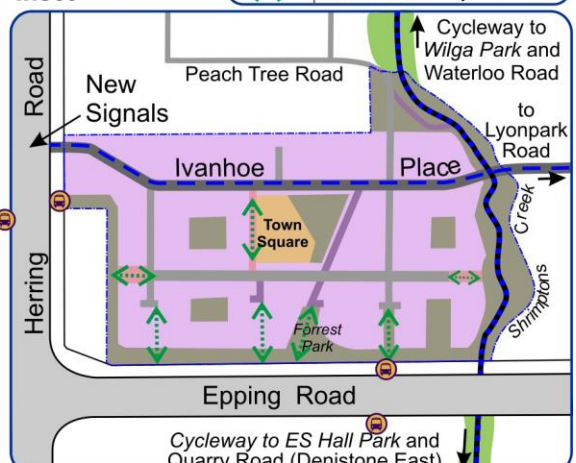 Cycleway to
Wilga Park and
Waterloo Road
Peach Tree Road
Road
New
Signals
to
Lyonpark
Road
Ivanhoe Place
Town
Square
Creek
Shrimptons
Herring
Forrest
Park
Epping Road
Cycleway to ES Hall Park and
Quarry Road (Denistone East)